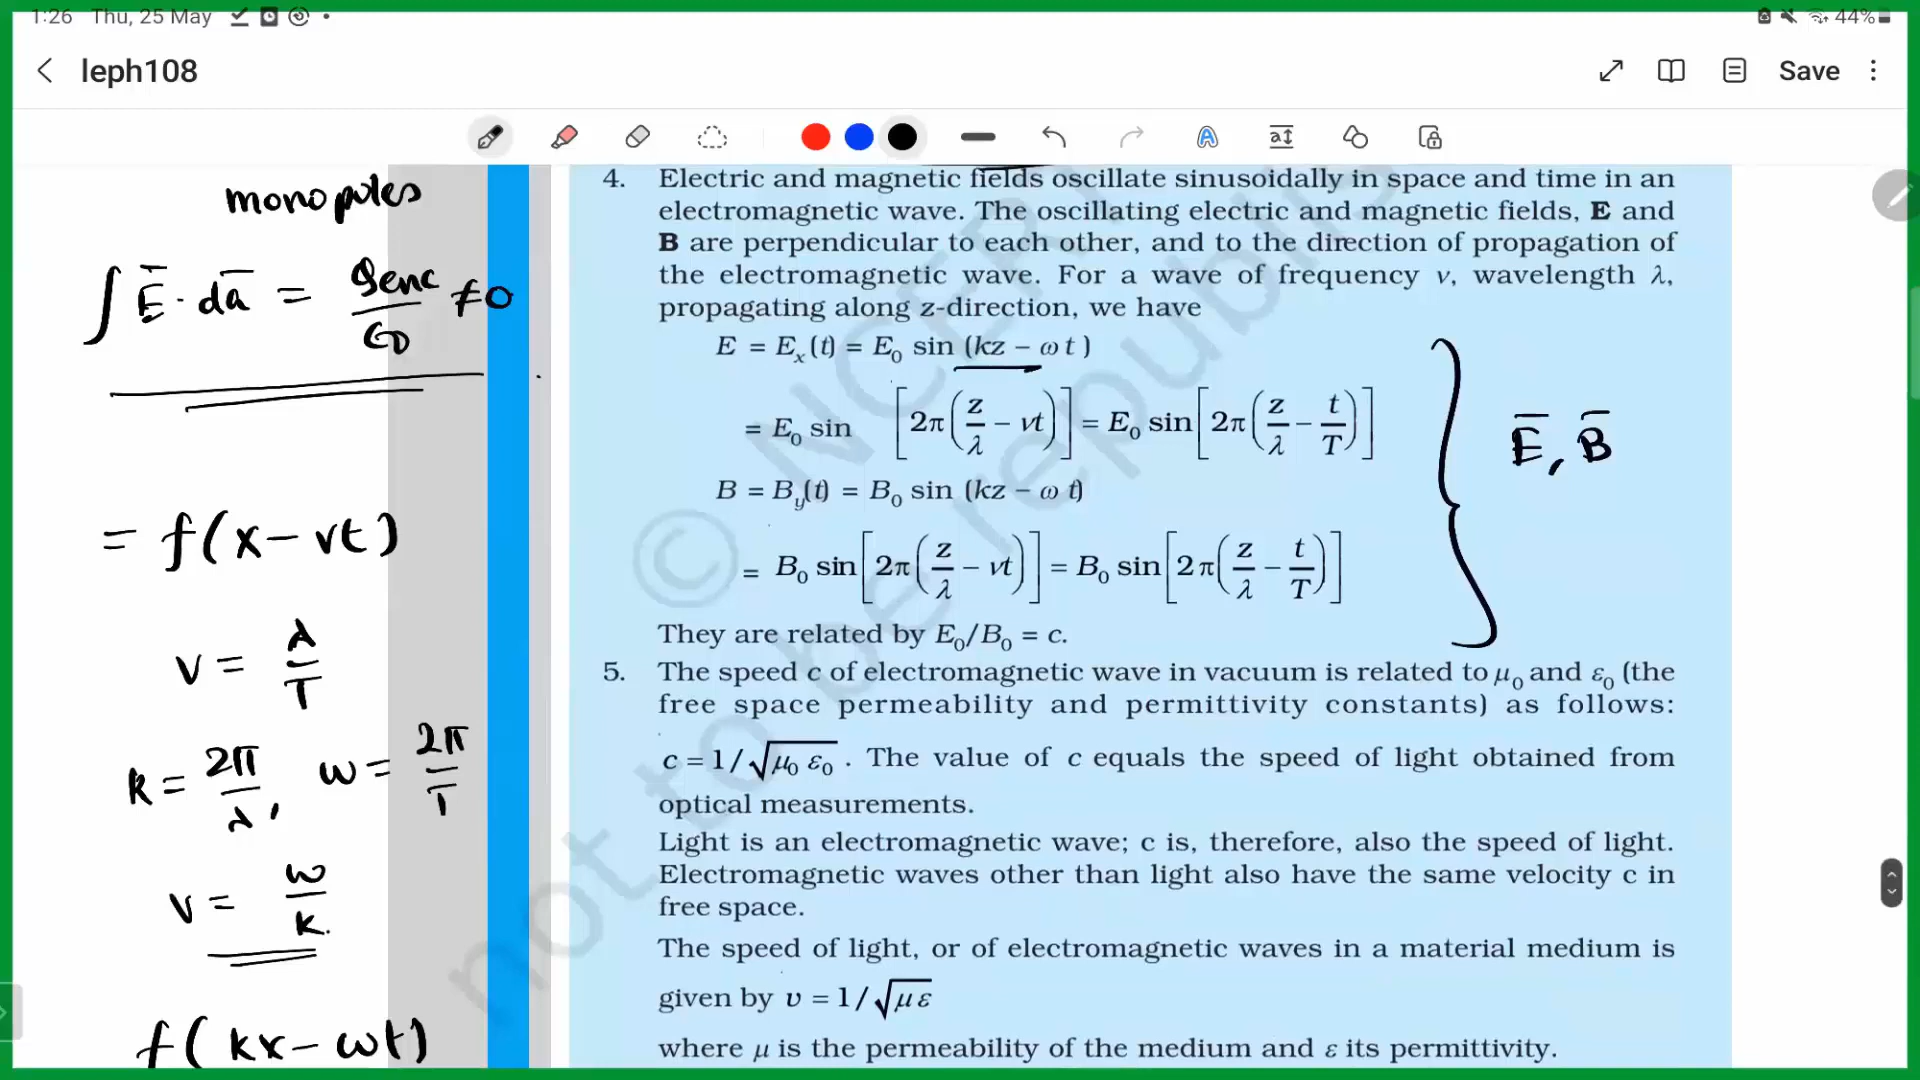 1:26 Thu, 25 May
44%
leph108
Save
monopoles
∫ E̅ · da̅ = qenc/ϵ0 ≠ 0
= f(x − vt)
v = λ/T
k = 2π/λ, ω = 2π/T
v = ω/k.
f(kx − ωt)
4. Electric and magnetic fields oscillate sinusoidally in space and time in an
electromagnetic wave. The oscillating electric and magnetic fields, E and
B are perpendicular to each other, and to the direction of propagation of
the electromagnetic wave. For a wave of frequency ν, wavelength λ,
propagating along z-direction, we have
E = Ex(t) = E0 sin (kz − ω t )
= E0 sin [2π(z/λ − νt)] = E0 sin[2π(z/λ − t/T)]
B = By(t) = B0 sin (kz − ω t)
= B0 sin[2π(z/λ − νt)] = B0 sin[2π(z/λ − t/T)]
E̅, B̅
They are related by E0/B0 = c.
5. The speed c of electromagnetic wave in vacuum is related to μ0 and ε0 (the
free space permeability and permittivity constants) as follows:
c = 1/√μ0 ε0 . The value of c equals the speed of light obtained from
optical measurements.
Light is an electromagnetic wave; c is, therefore, also the speed of light.
Electromagnetic waves other than light also have the same velocity c in
free space.
The speed of light, or of electromagnetic waves in a material medium is
given by υ = 1/√μ ε
where μ is the permeability of the medium and ε its permittivity.
© NCERT
not to be republis